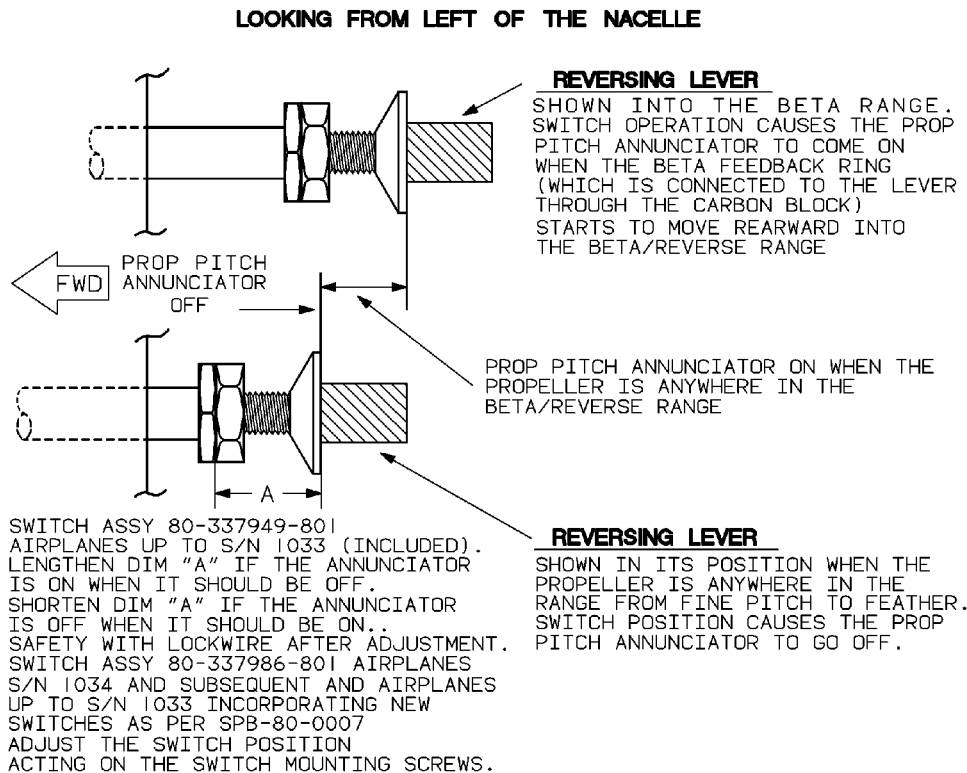 LOOKING FROM LEFT OF THE NACELLE
REVERSING LEVER
SHOWN INTO THE BETA RANGE.
SWITCH OPERATION CAUSES THE PROP
PITCH ANNUNCIATOR TO COME ON
WHEN THE BETA FEEDBACK RING
(WHICH IS CONNECTED TO THE LEVER
THROUGH THE CARBON BLOCK)
STARTS TO MOVE REARWARD INTO
THE BETA/REVERSE RANGE
FWD
PROP PITCH
ANNUNCIATOR
OFF
PROP PITCH ANNUNCIATOR ON WHEN THE
PROPELLER IS ANYWHERE IN THE
BETA/REVERSE RANGE
A
SWITCH ASSY 80-337949-801
AIRPLANES UP TO S/N 1033 (INCLUDED).
LENGTHEN DIM "A" IF THE ANNUNCIATOR
IS ON WHEN IT SHOULD BE OFF.
SHORTEN DIM "A" IF THE ANNUNCIATOR
IS OFF WHEN IT SHOULD BE ON..
SAFETY WITH LOCKWIRE AFTER ADJUSTMENT.
SWITCH ASSY 80-337986-801 AIRPLANES
S/N 1034 AND SUBSEQUENT AND AIRPLANES
UP TO S/N 1033 INCORPORATING NEW
SWITCHES AS PER SPB-80-0007
ADJUST THE SWITCH POSITION
ACTING ON THE SWITCH MOUNTING SCREWS.
REVERSING LEVER
SHOWN IN ITS POSITION WHEN THE
PROPELLER IS ANYWHERE IN THE
RANGE FROM FINE PITCH TO FEATHER.
SWITCH POSITION CAUSES THE PROP
PITCH ANNUNCIATOR TO GO OFF.